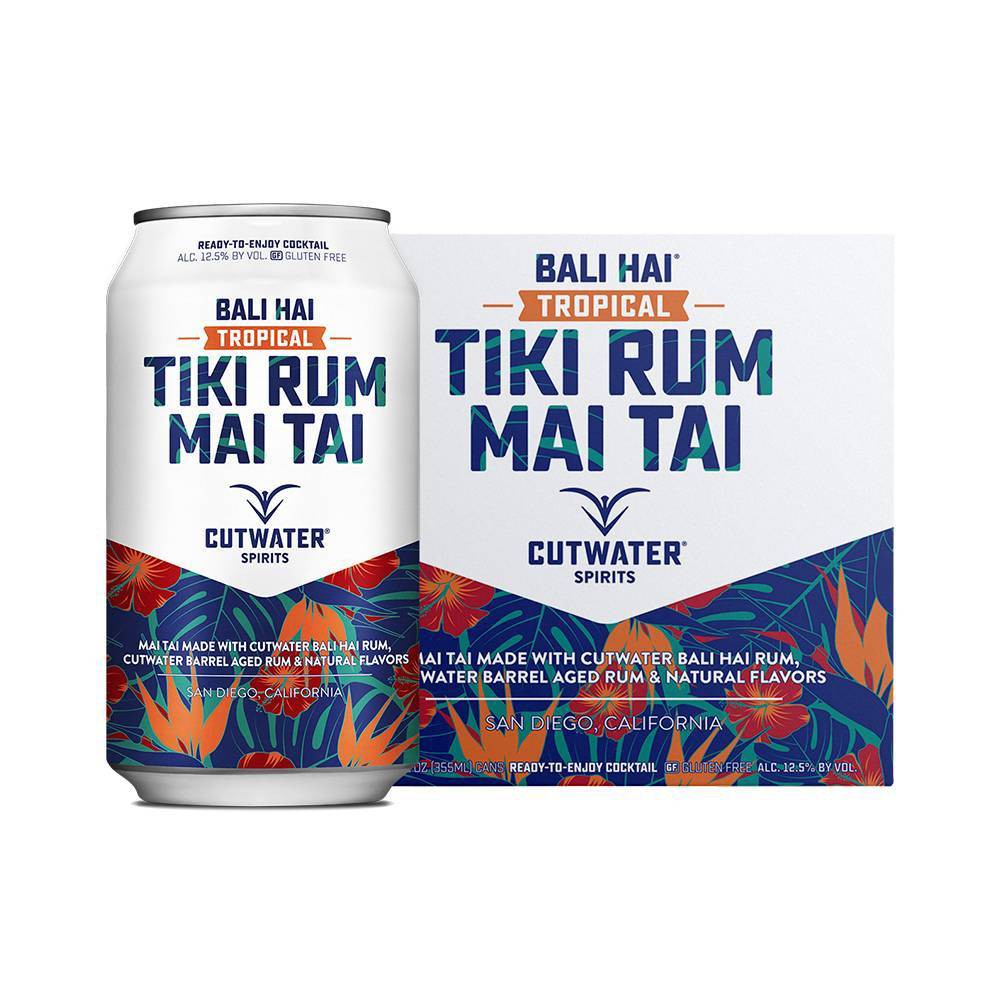 READY-TO-ENJOY COCKTAIL
ALC. 12.5% BY VOL. GF GLUTEN FREE
BALI HAI
TROPICAL
TIKI RUM
MAI TAI
CUTWATER®
SPIRITS
MAI TAI MADE WITH CUTWATER BALI HAI RUM,
CUTWATER BARREL AGED RUM & NATURAL FLAVORS
SAN DIEGO, CALIFORNIA
BALI HAI®
TROPICAL
TIKI RUM
MAI TAI
CUTWATER®
SPIRITS
MAI TAI MADE WITH CUTWATER BALI HAI RUM,
WATER BARREL AGED RUM & NATURAL FLAVORS
SAN DIEGO, CALIFORNIA
OZ (355ML) CANS READY-TO-ENJOY COCKTAIL GF GLUTEN FREE ALC. 12.5% BY VOL.